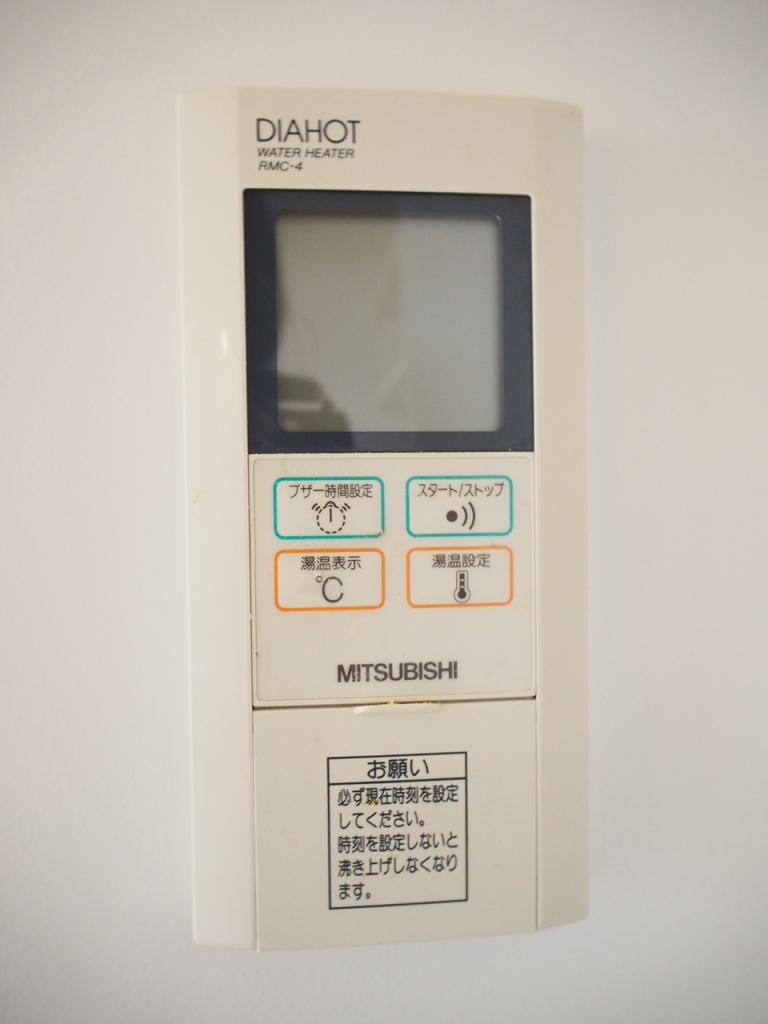 DIAHOT
WATER HEATER
RMC-4
ブザー時間設定
スタート/ストップ
湯温表示
℃
湯温設定
MITSUBISHI
お願い
必ず現在時刻を設定
してください。
時刻を設定しないと
沸き上げしなくなり
ます。